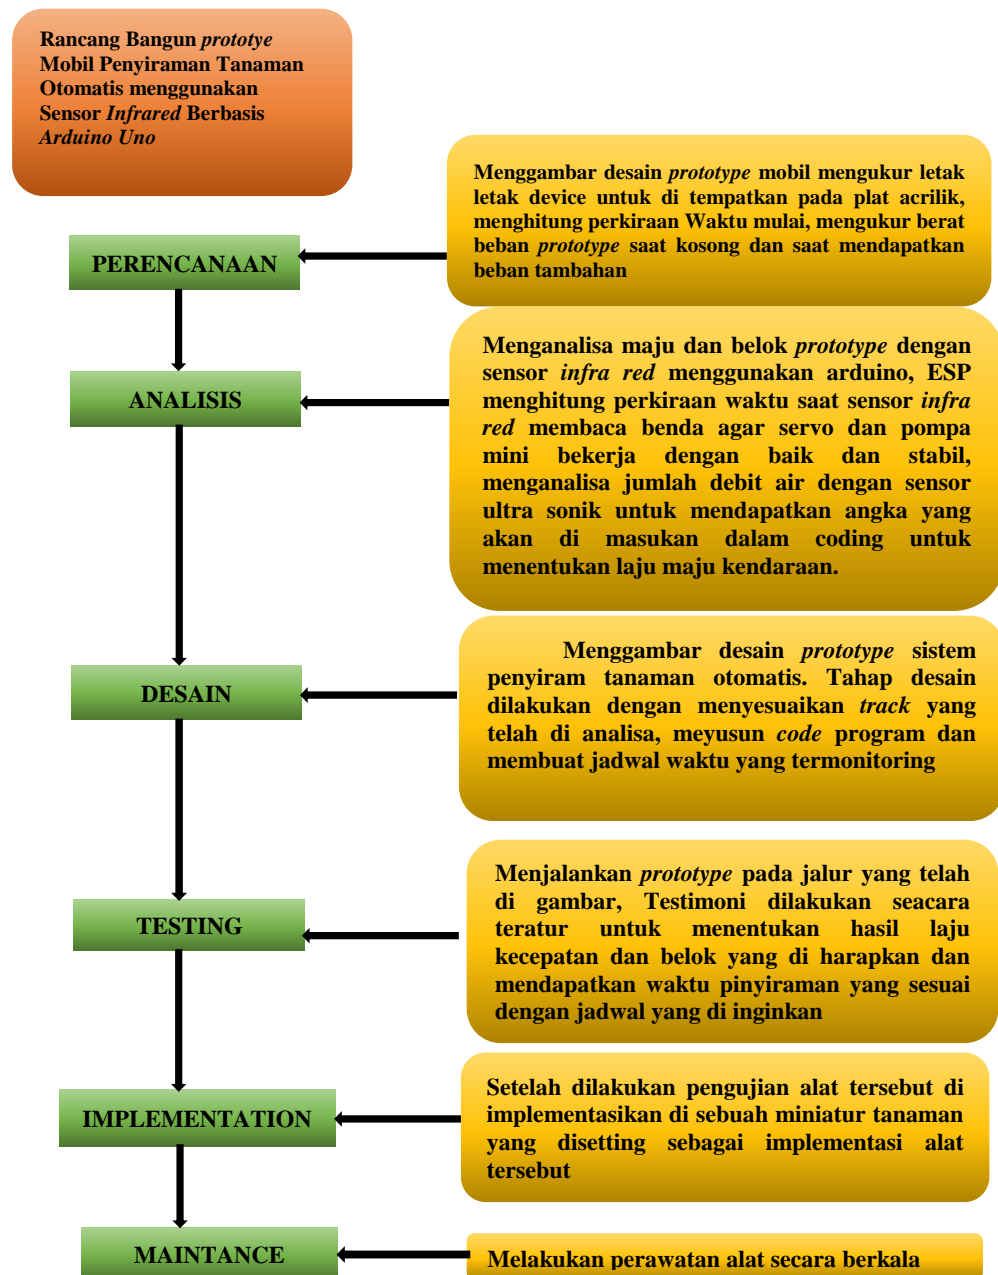 Rancang Bangun prototye
Mobil Penyiraman Tanaman
Otomatis menggunakan
Sensor Infrared Berbasis
Arduino Uno
Menggambar desain prototype mobil mengukur letak
letak device untuk di tempatkan pada plat acrilik,
menghitung perkiraan Waktu mulai, mengukur berat
beban prototype saat kosong dan saat mendapatkan
beban tambahan
PERENCANAAN
Menganalisa maju dan belok prototype dengan
sensor infra red menggunakan arduino, ESP
menghitung perkiraan waktu saat sensor infra
red membaca benda agar servo dan pompa
mini bekerja dengan baik dan stabil,
menganalisa jumlah debit air dengan sensor
ultra sonik untuk mendapatkan angka yang
akan di masukan dalam coding untuk
menentukan laju maju kendaraan.
ANALISIS
Menggambar desain prototype sistem
penyiram tanaman otomatis. Tahap desain
dilakukan dengan menyesuaikan track yang
telah di analisa, meyusun code program dan
membuat jadwal waktu yang termonitoring
DESAIN
Menjalankan prototype pada jalur yang telah
di gambar, Testimoni dilakukan seacara
teratur untuk menentukan hasil laju
kecepatan dan belok yang di harapkan dan
mendapatkan waktu pinyiraman yang sesuai
dengan jadwal yang di inginkan
TESTING
Setelah dilakukan pengujian alat tersebut di
implementasikan di sebuah miniatur tanaman
yang disetting sebagai implementasi alat
tersebut
IMPLEMENTATION
Melakukan perawatan alat secara berkala
MAINTANCE